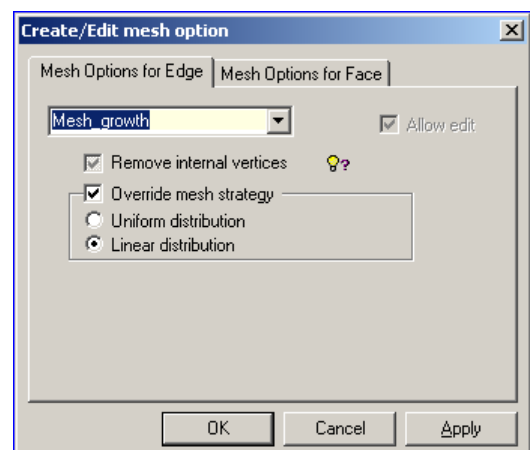 Create/Edit mesh option
Mesh Options for Edge Mesh Options for Face
Mesh_growth Allow edit
Remove internal vertices ?
Override mesh strategy
Uniform distribution
Linear distribution
OK Cancel Apply